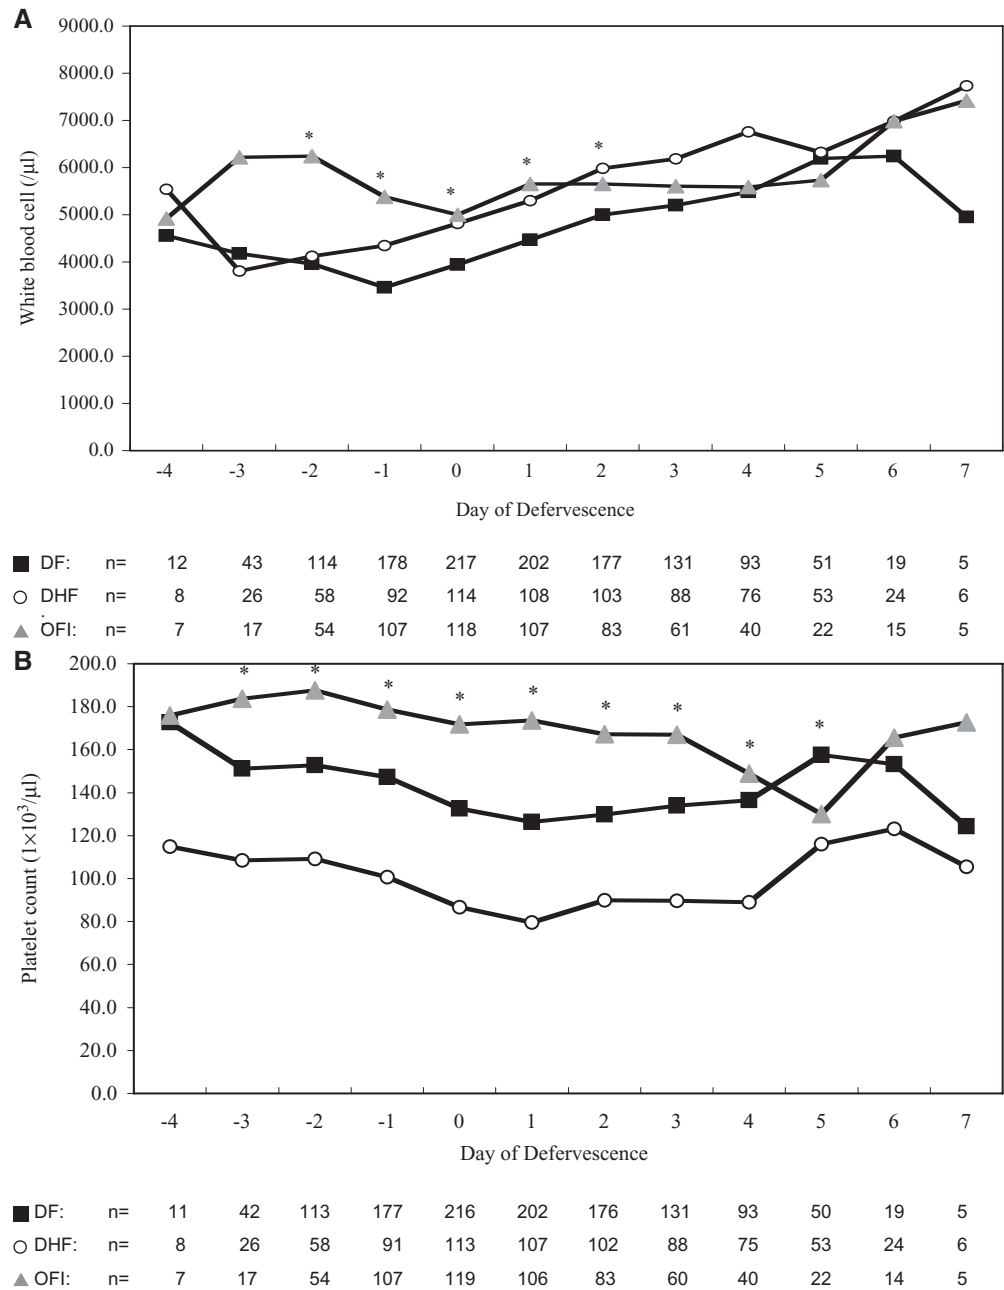 A
9000.0
8000.0
7000.0
6000.0
5000.0
4000.0
3000.0
2000.0
1000.0
0.0
White blood cell (/μl)
* * * * *
-4 -3 -2 -1 0 1 2 3 4 5 6 7
Day of Defervescence
DF: n= 12 43 114 178 217 202 177 131 93 51 19 5
DHF n= 8 26 58 92 114 108 103 88 76 53 24 6
:
OFI: n= 7 17 54 107 118 107 83 61 40 22 15 5
B
200.0
180.0
160.0
140.0
120.0
100.0
80.0
60.0
40.0
20.0
0.0
Platelet count (1×10³/μl)
* * * * * * * * *
-4 -3 -2 -1 0 1 2 3 4 5 6 7
Day of Defervescence
DF: n= 11 42 113 177 216 202 176 131 93 50 19 5
DHF: n= 8 26 58 91 113 107 102 88 75 53 24 6
OFI: n= 7 17 54 107 119 106 83 60 40 22 14 5